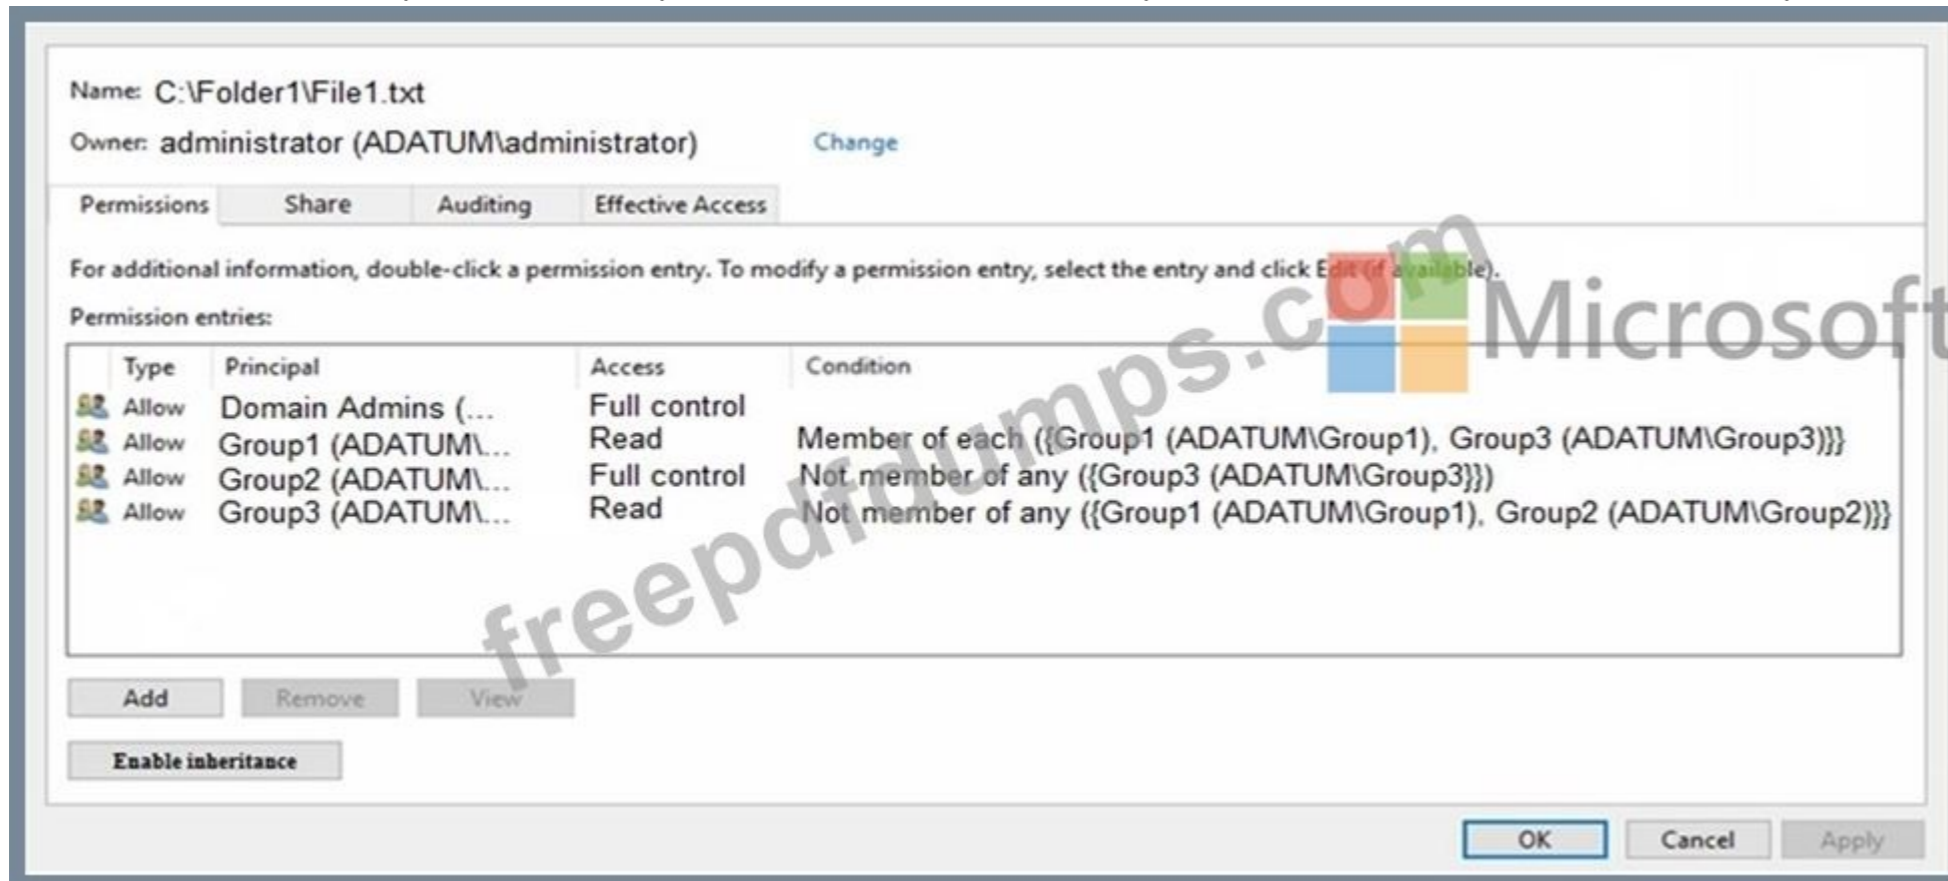 Name: C:\Folder1\File1.txt
Owner: administrator (ADATUM\administrator) Change
Permissions Share Auditing Effective Access
For additional information, double-click a permission entry. To modify a permission entry, select the entry and click Edit (if available).
Permission entries:
Type Principal Access Condition
Allow Domain Admins (... Full control
Allow Group1 (ADATUM\... Read Member of each ({Group1 (ADATUM\Group1), Group3 (ADATUM\Group3)}}
Allow Group2 (ADATUM\... Full control Not member of any ({Group3 (ADATUM\Group3}})
Allow Group3 (ADATUM\... Read Not member of any ({Group1 (ADATUM\Group1), Group2 (ADATUM\Group2)}}
Microsoft
freepdfdumps.com
Add Remove View
Enable inheritance
OK Cancel Apply